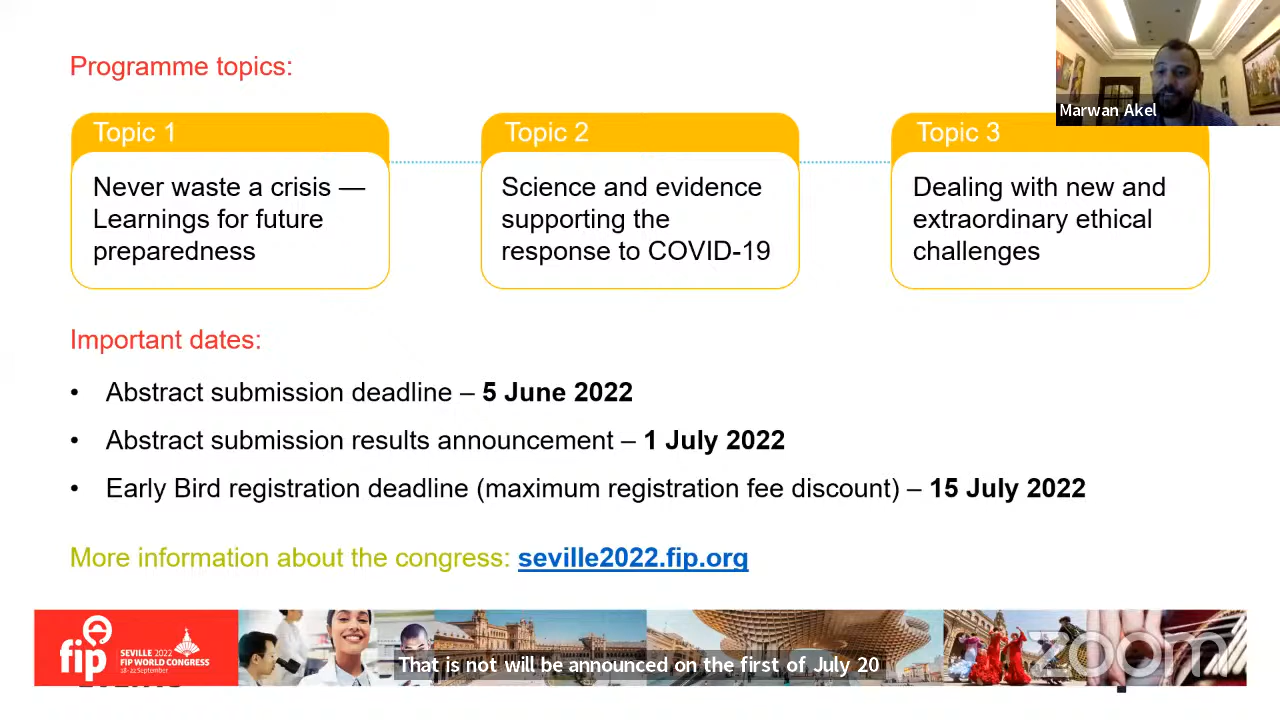 Programme topics:
Marwan Akel
Topic 1
Never waste a crisis —
Learnings for future
preparedness
Topic 2
Science and evidence
supporting the
response to COVID-19
Topic 3
Dealing with new and
extraordinary ethical
challenges
Important dates:
• Abstract submission deadline – 5 June 2022
• Abstract submission results announcement – 1 July 2022
• Early Bird registration deadline (maximum registration fee discount) – 15 July 2022
More information about the congress: seville2022.fip.org
fip
SEVILLE 2022
FIP WORLD CONGRESS
18-22 September
That is not will be announced on the first of July 20
zoom